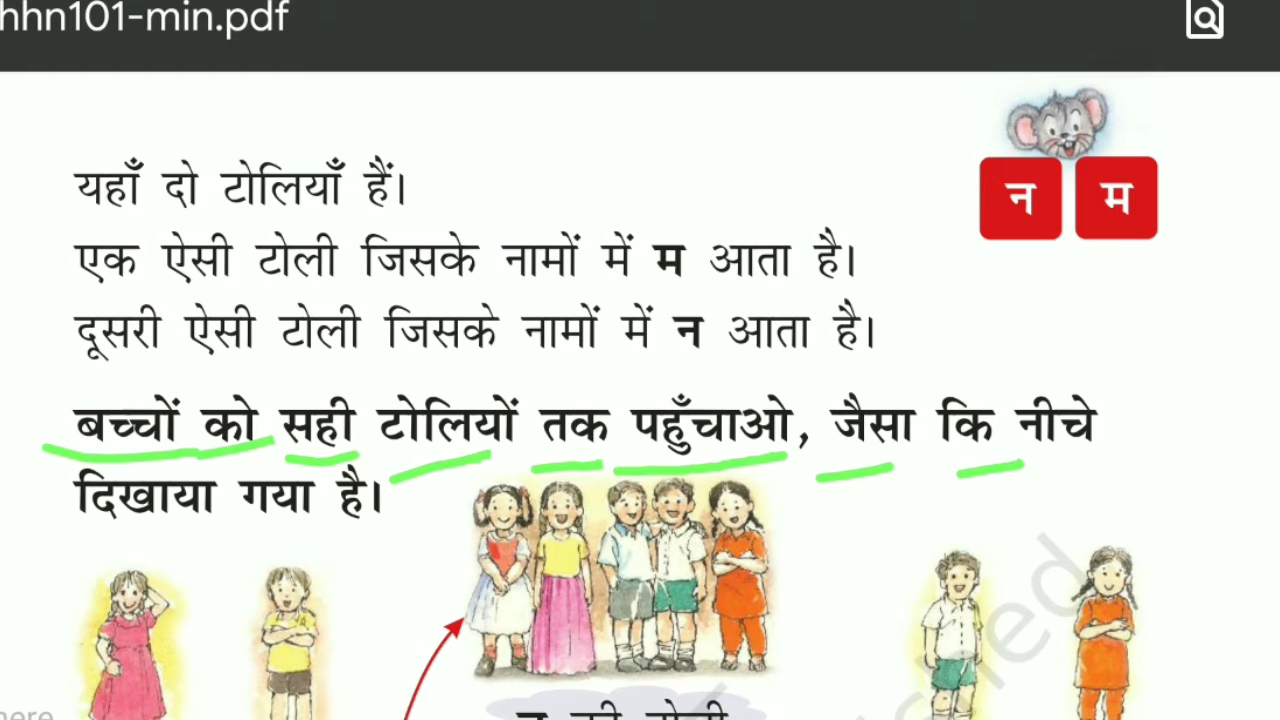 hhn101-min.pdf
न म
यहाँ दो टोलियाँ हैं।
एक ऐसी टोली जिसके नामों में म आता है।
दूसरी ऐसी टोली जिसके नामों में न आता है।
बच्चों को सही टोलियों तक पहुँचाओ, जैसा कि नीचे
दिखाया गया है।
की टोली